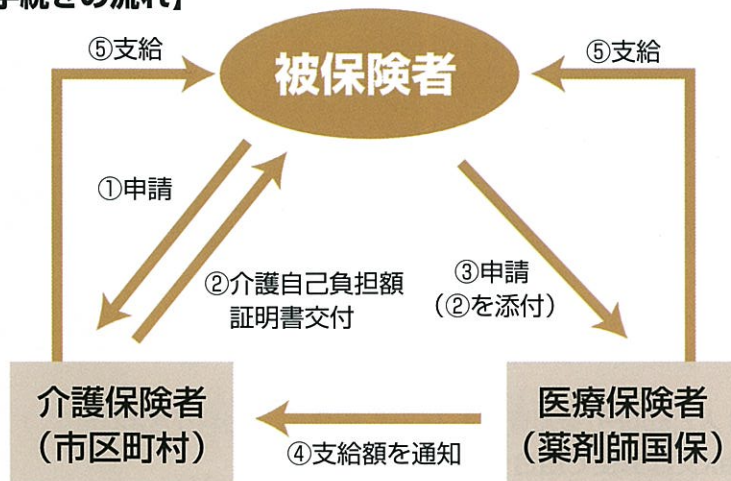 手続きの流れ】
⑤支給
⑤支給
被保険者
①申請
②介護自己負担額
証明書交付
③申請
（②を添付）
介護保険者
（市区町村）
④支給額を通知
医療保険者
（薬剤師国保）